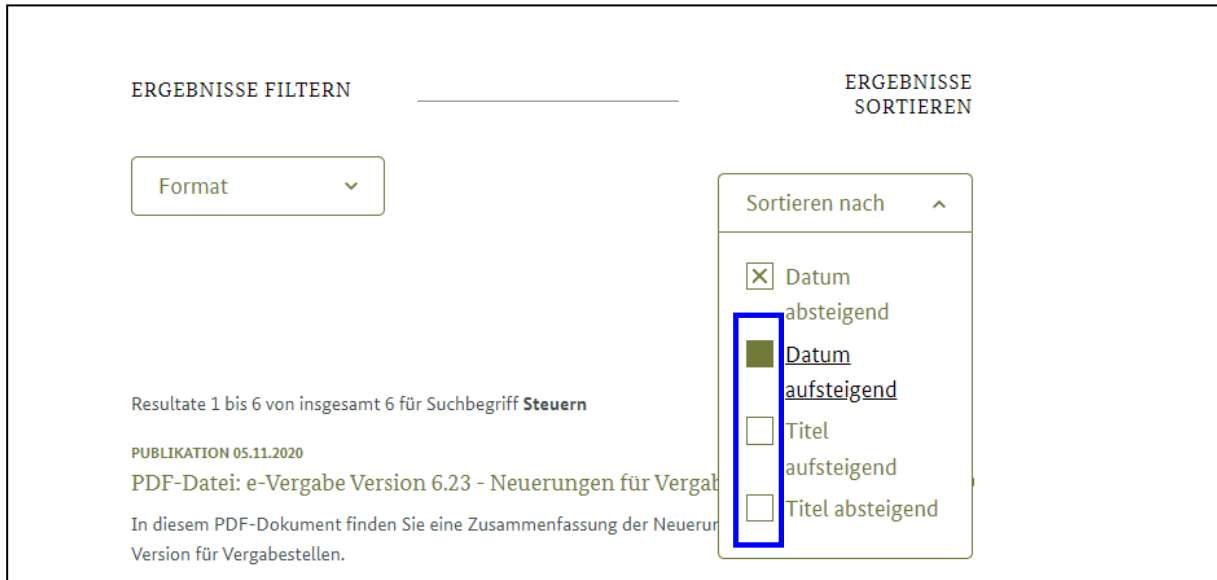 ERGEBNISSE FILTERN
ERGEBNISSE
SORTIEREN
Format
Sortieren nach
Datum
absteigend
Datum
aufsteigend
Titel
aufsteigend
Titel absteigend
Resultate 1 bis 6 von insgesamt 6 für Suchbegriff Steuern
PUBLIKATION 05.11.2020
PDF-Datei: e-Vergabe Version 6.23 - Neuerungen für
In diesem PDF-Dokument finden Sie eine Zusammenfassung der
Version für Vergabestellen.